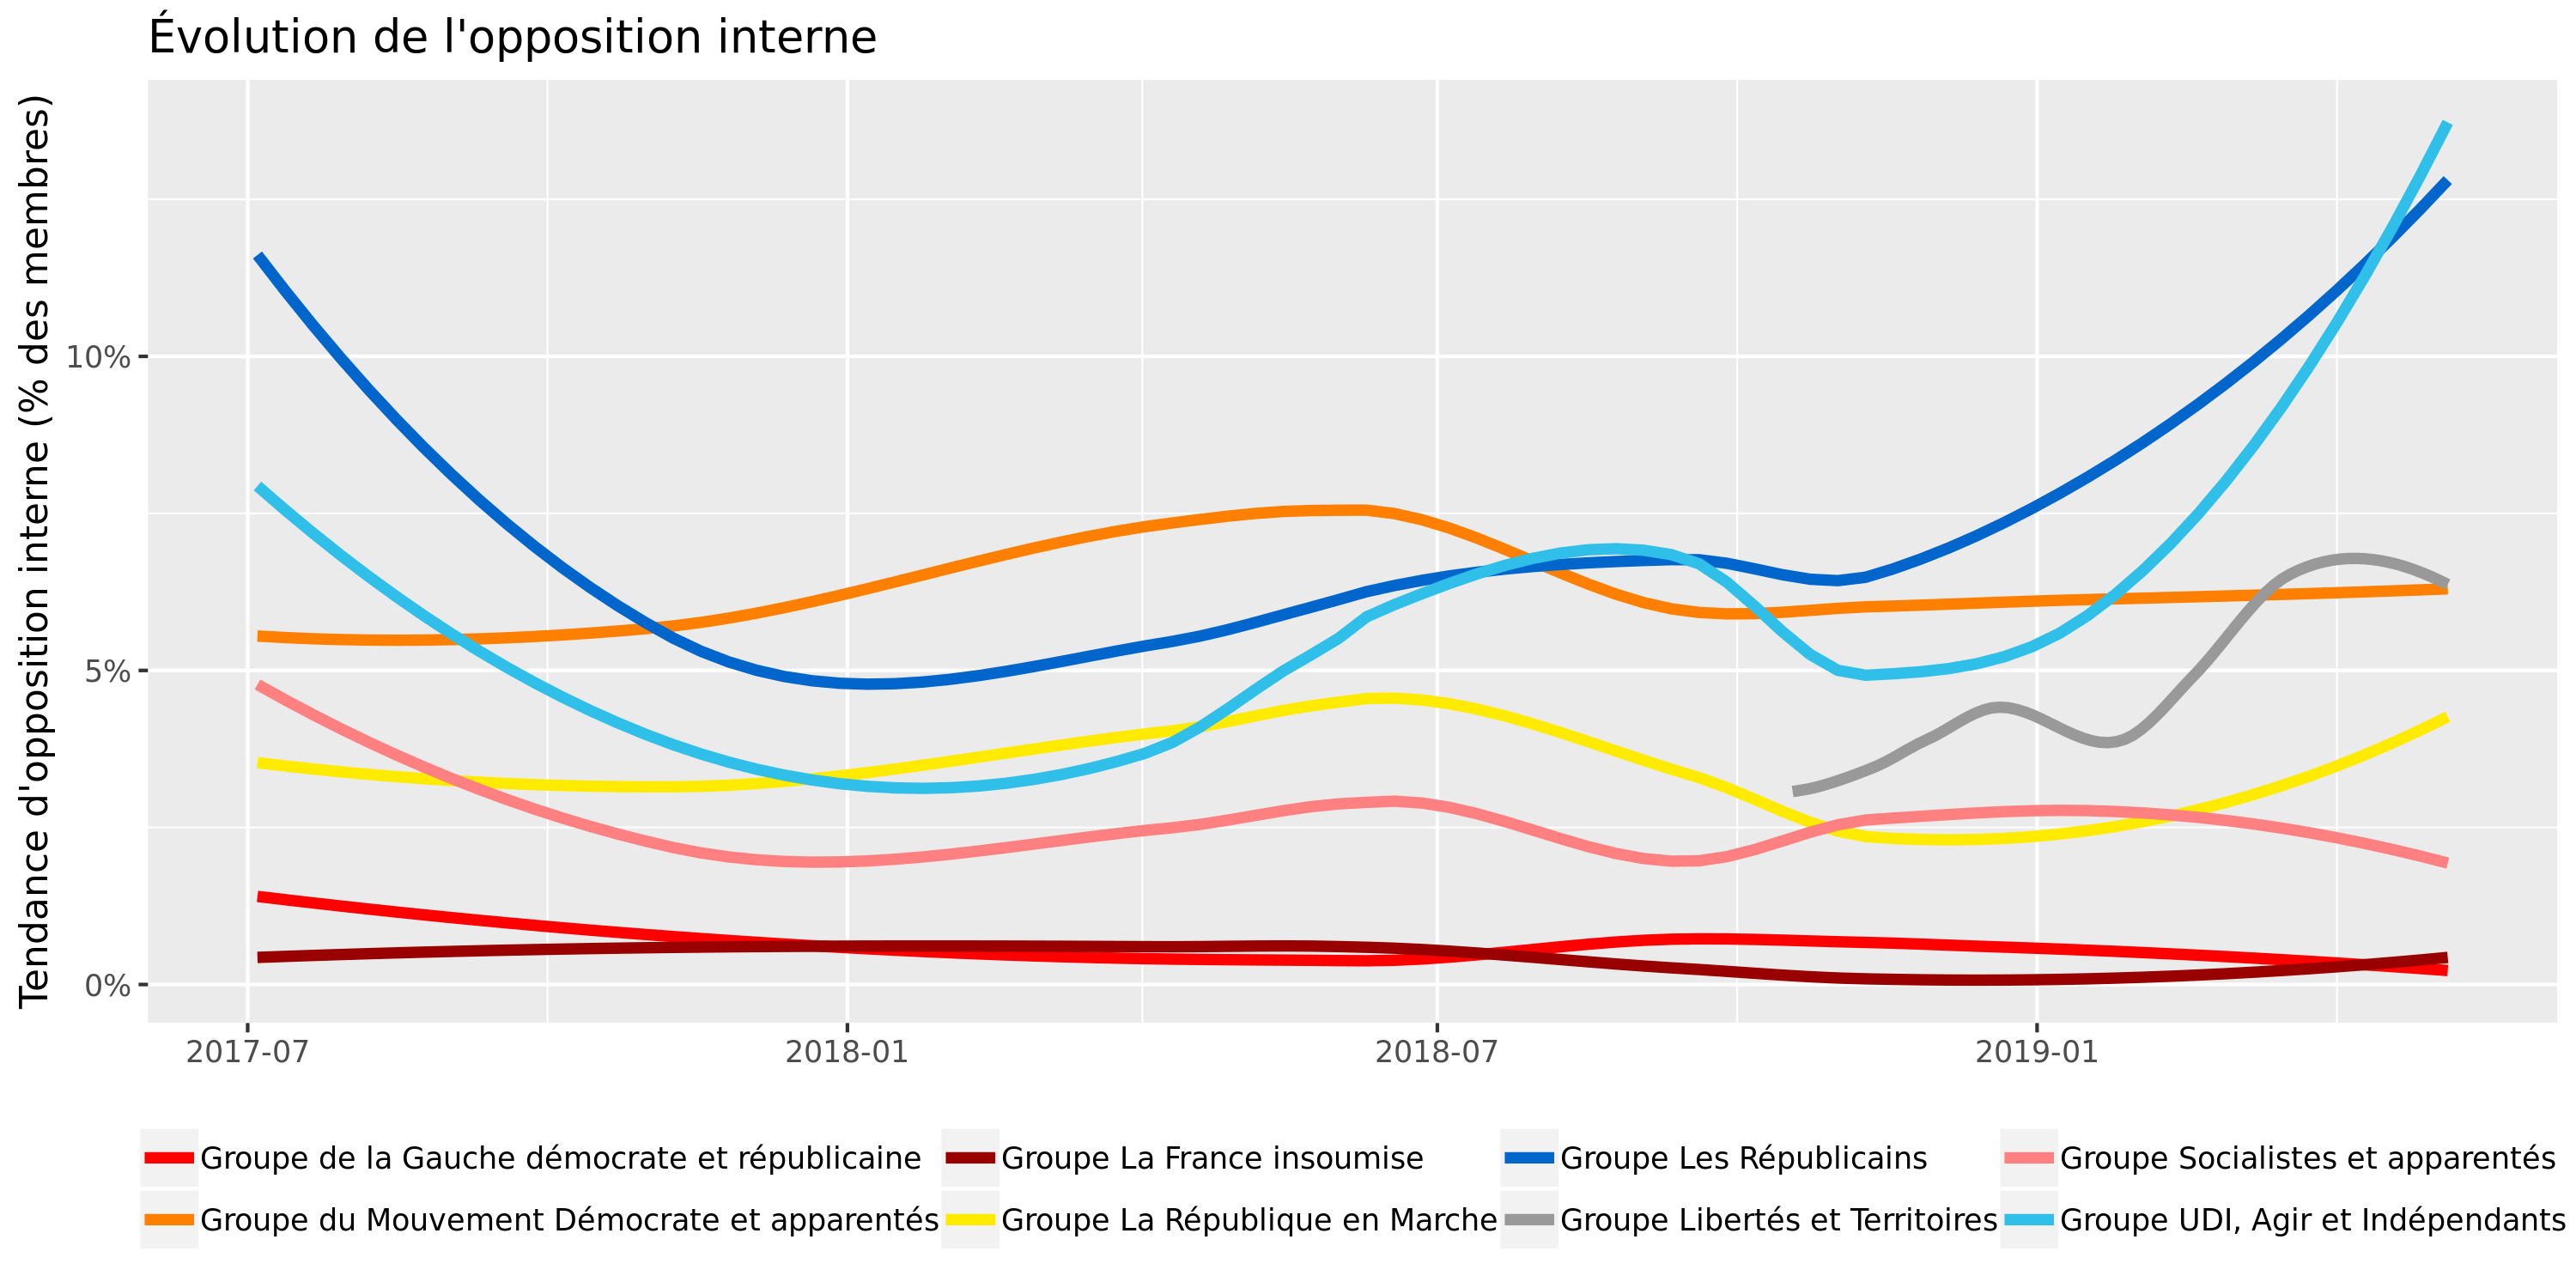 Évolution de l'opposition interne
Tendance d'opposition interne (% des membres)
10%
5%
0%
2017-07 2018-01 2018-07 2019-01
Groupe de la Gauche démocrate et républicaine Groupe La France insoumise Groupe Les Républicains Groupe Socialistes et apparentés
Groupe du Mouvement Démocrate et apparentés Groupe La République en Marche Groupe Libertés et Territoires Groupe UDI, Agir et Indépendants